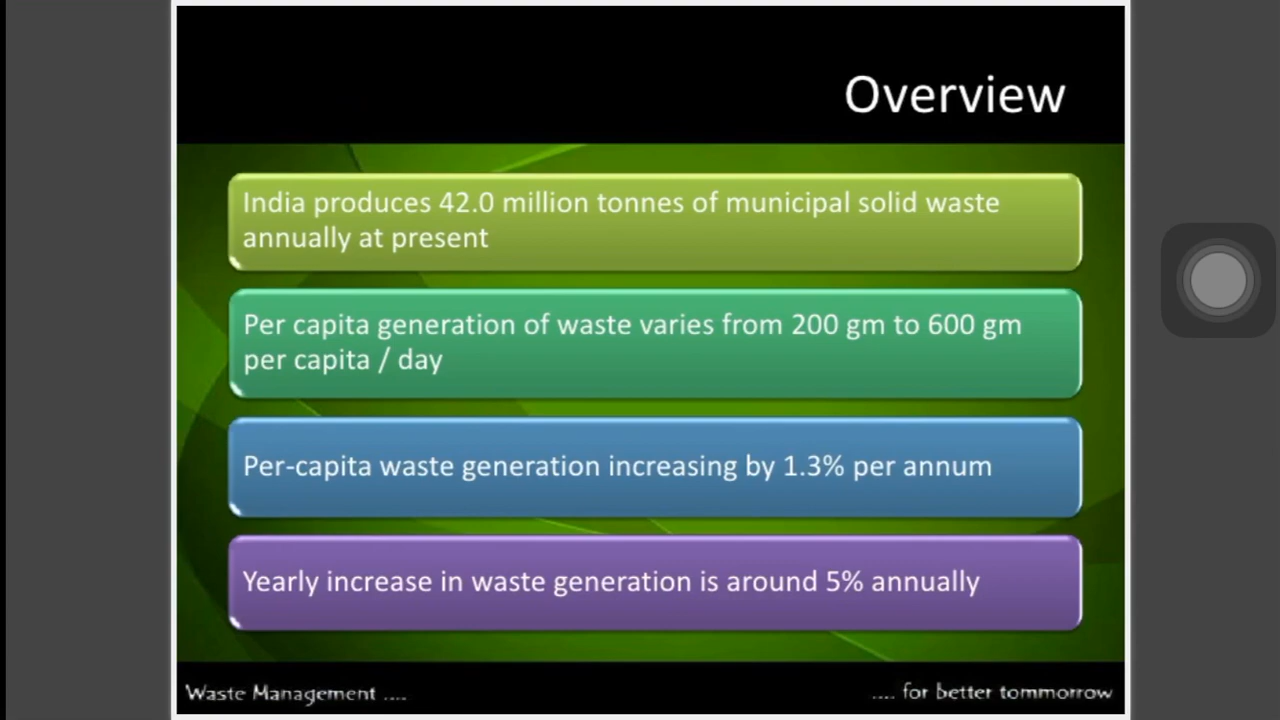 Overview
India produces 42.0 million tonnes of municipal solid waste
annually at present
Per capita generation of waste varies from 200 gm to 600 gm
per capita / day
Per-capita waste generation increasing by 1.3% per annum
Yearly increase in waste generation is around 5% annually
Waste Management ....
.... for better tommorrow